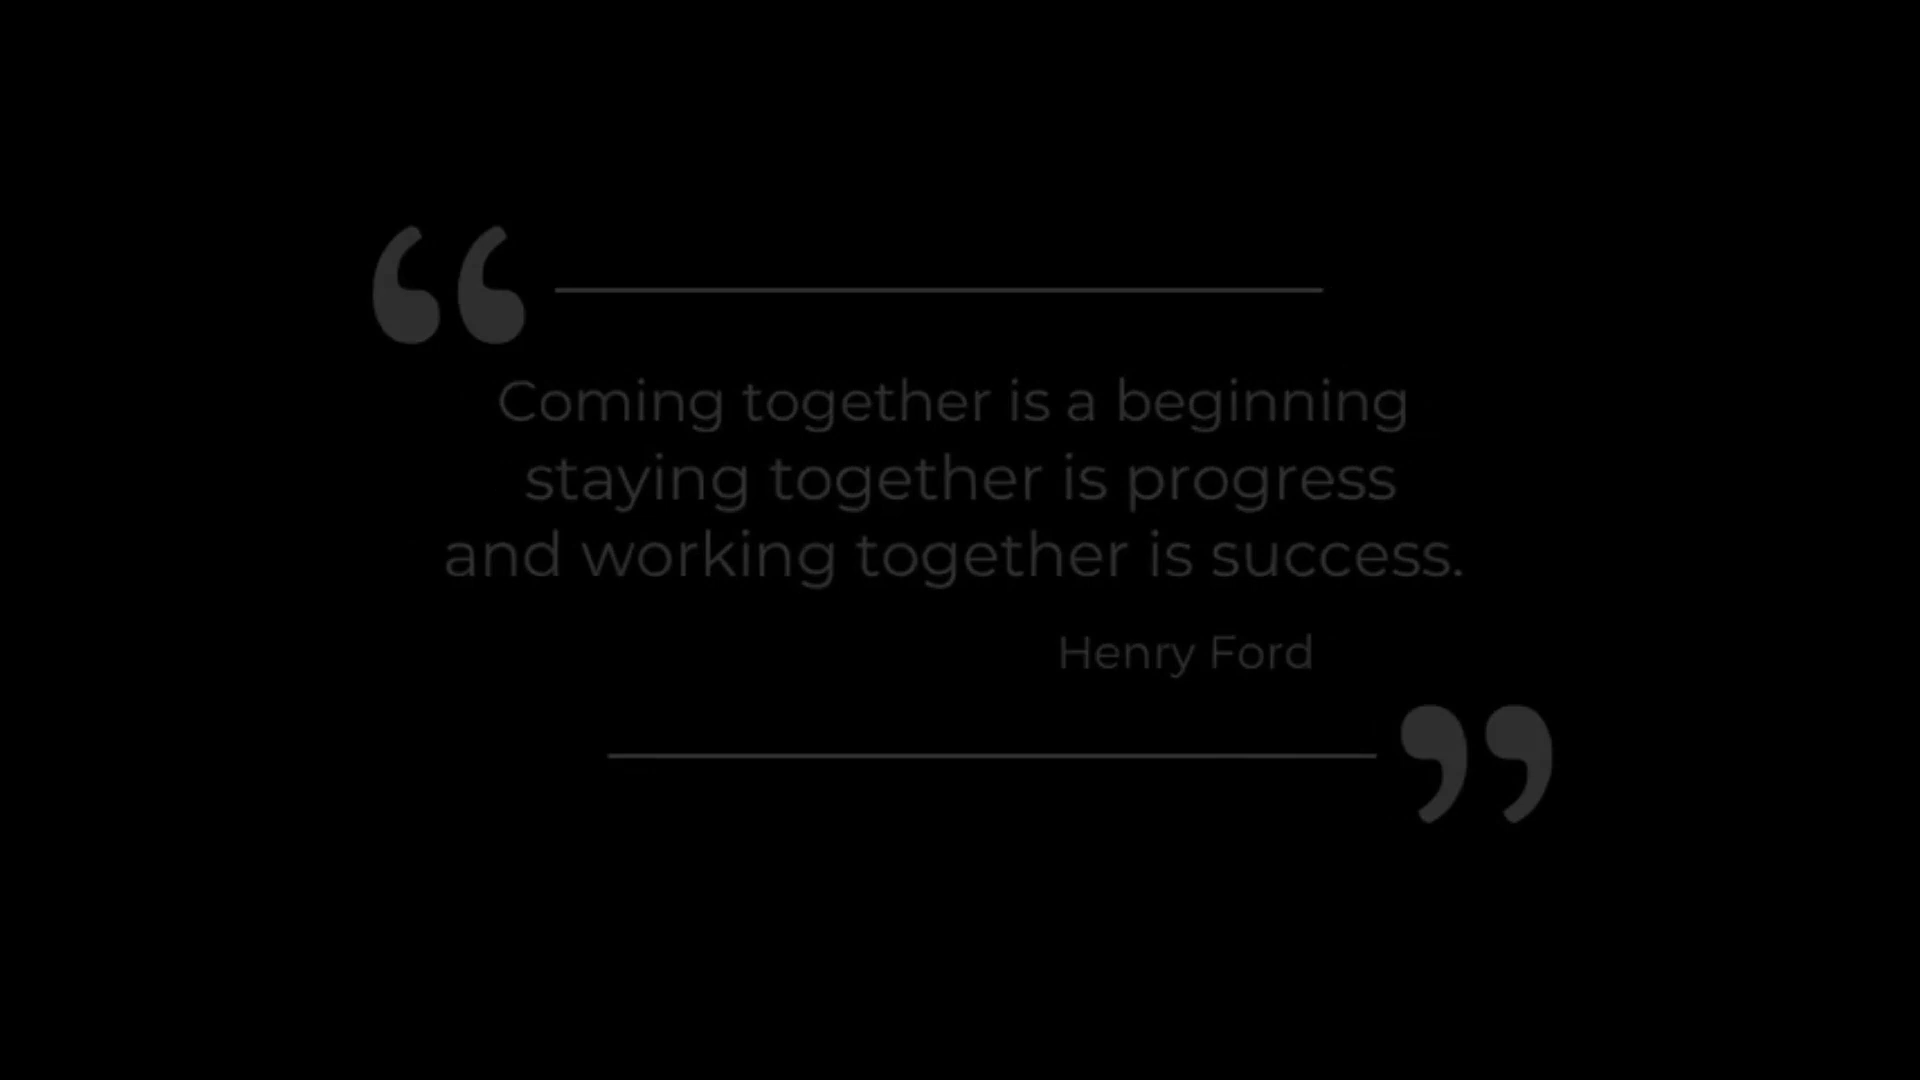 “
Coming together is a beginning
staying together is progress
and working together is success.
Henry Ford
”